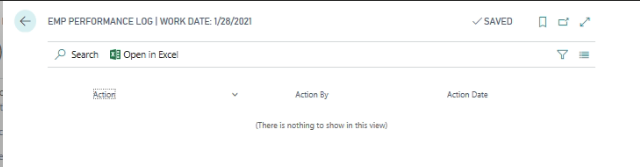 EMP PERFORMANCE LOG | WORK DATE: 1/28/2021
SAVED
Search Open in Excel
Action Action By Action Date
(There is nothing to show in this view)